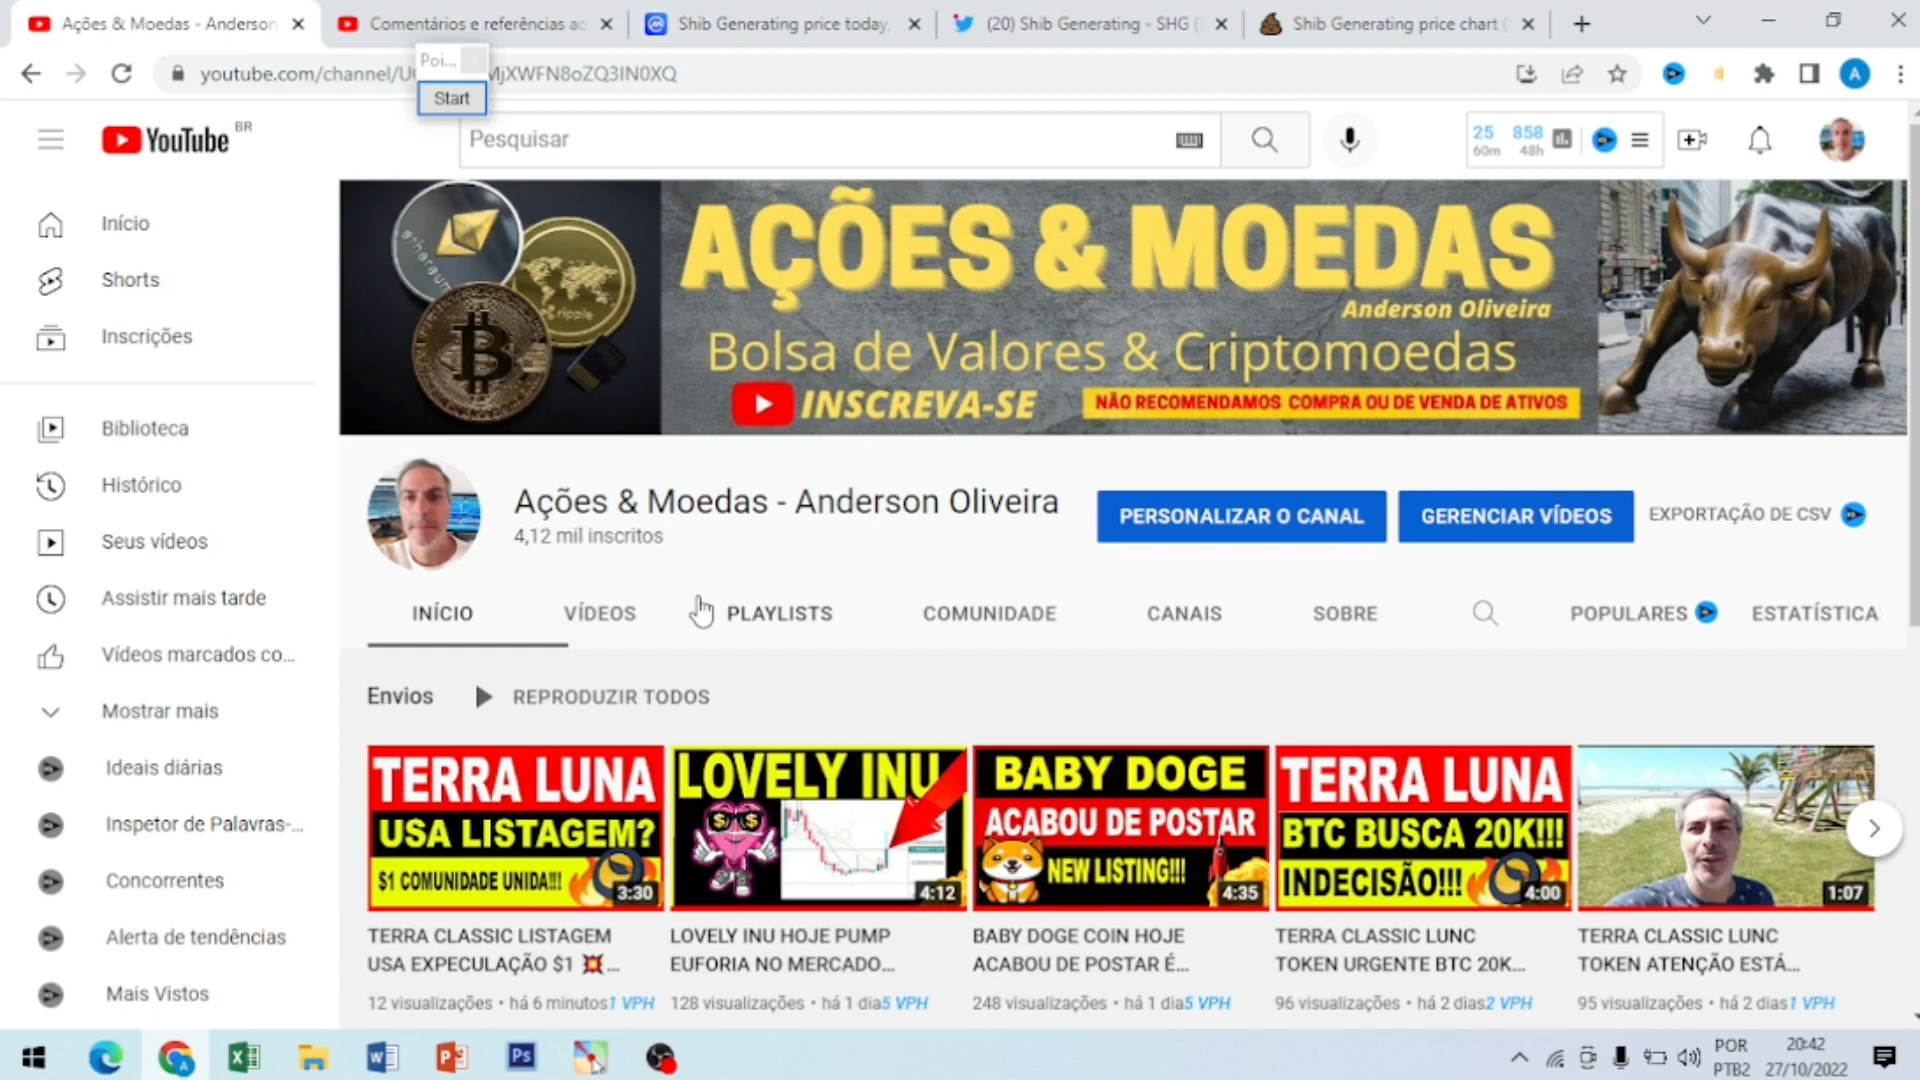 Ações & Moedas - Anderson
Comentários e referências ao
Shib Generating price today,
(20) Shib Generating - SHG (
Shib Generating price chart (
Poi...
youtube.com/channel/U
MjXWFN8oZQ3IN0XQ
A
Start
YouTube BR
Pesquisar
25 858
60m 48h
Início
Shorts
Inscrições
Biblioteca
Histórico
Seus vídeos
Assistir mais tarde
Vídeos marcados co...
Mostrar mais
Ideais diárias
Inspetor de Palavras-...
Concorrentes
Alerta de tendências
Mais Vistos
AÇÕES & MOEDAS
Anderson Oliveira
Bolsa de Valores & Criptomoedas
INSCREVA-SE
NÃO RECOMENDAMOS COMPRA OU DE VENDA DE ATIVOS
ethereum
ripple
Ações & Moedas - Anderson Oliveira
4,12 mil inscritos
PERSONALIZAR O CANAL
GERENCIAR VÍDEOS
EXPORTAÇÃO DE CSV
INÍCIO VÍDEOS PLAYLISTS COMUNIDADE CANAIS SOBRE POPULARES ESTATÍSTICA
Envios REPRODUZIR TODOS
TERRA LUNA
USA LISTAGEM?
$1 COMUNIDADE UNIDA!!!
3:30
LOVELY INU
4:12
BABY DOGE
ACABOU DE POSTAR
NEW LISTING!!!
4:35
TERRA LUNA
BTC BUSCA 20K!!!
INDECISÃO!!!
4:00
1:07
TERRA CLASSIC LISTAGEM
USA EXPECULAÇÃO $1 💥...
12 visualizações • há 6 minutos1 VPH
LOVELY INU HOJE PUMP
EUFORIA NO MERCADO...
128 visualizações • há 1 dia5 VPH
BABY DOGE COIN HOJE
ACABOU DE POSTAR É...
248 visualizações • há 1 dia5 VPH
TERRA CLASSIC LUNC
TOKEN URGENTE BTC 20K...
96 visualizações • há 2 dias2 VPH
TERRA CLASSIC LUNC
TOKEN ATENÇÃO ESTÁ...
95 visualizações • há 2 dias1 VPH
Ps
POR
PTB2
20:42
27/10/2022